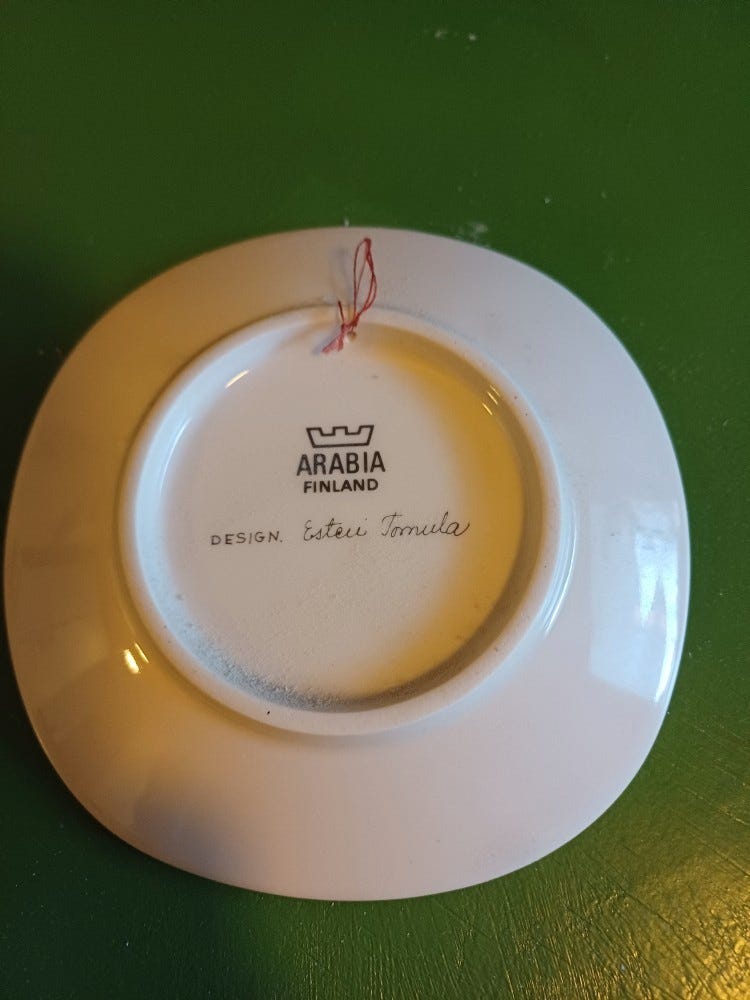 ARABIA
FINLAND
DESIGN. Esteri Tomula